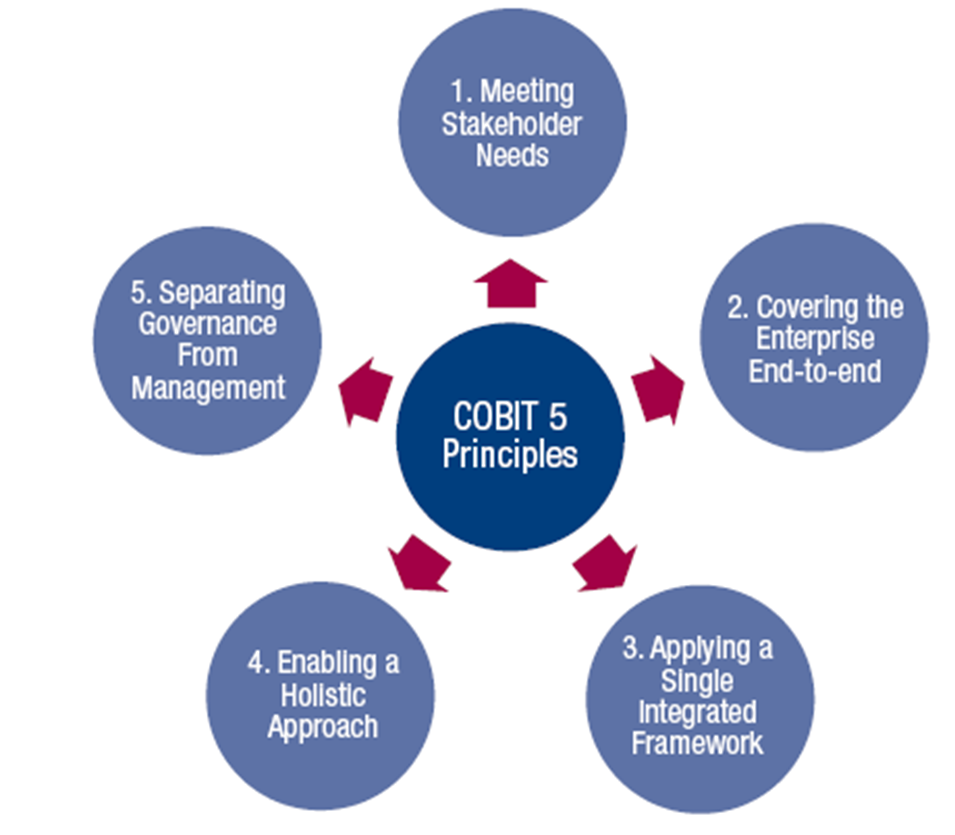 1. Meeting
Stakeholder
Needs
5. Separating
Governance
From
Management
2. Covering the
Enterprise
End-to-end
COBIT 5
Principles
4. Enabling a
Holistic
Approach
3. Applying a
Single
Integrated
Framework